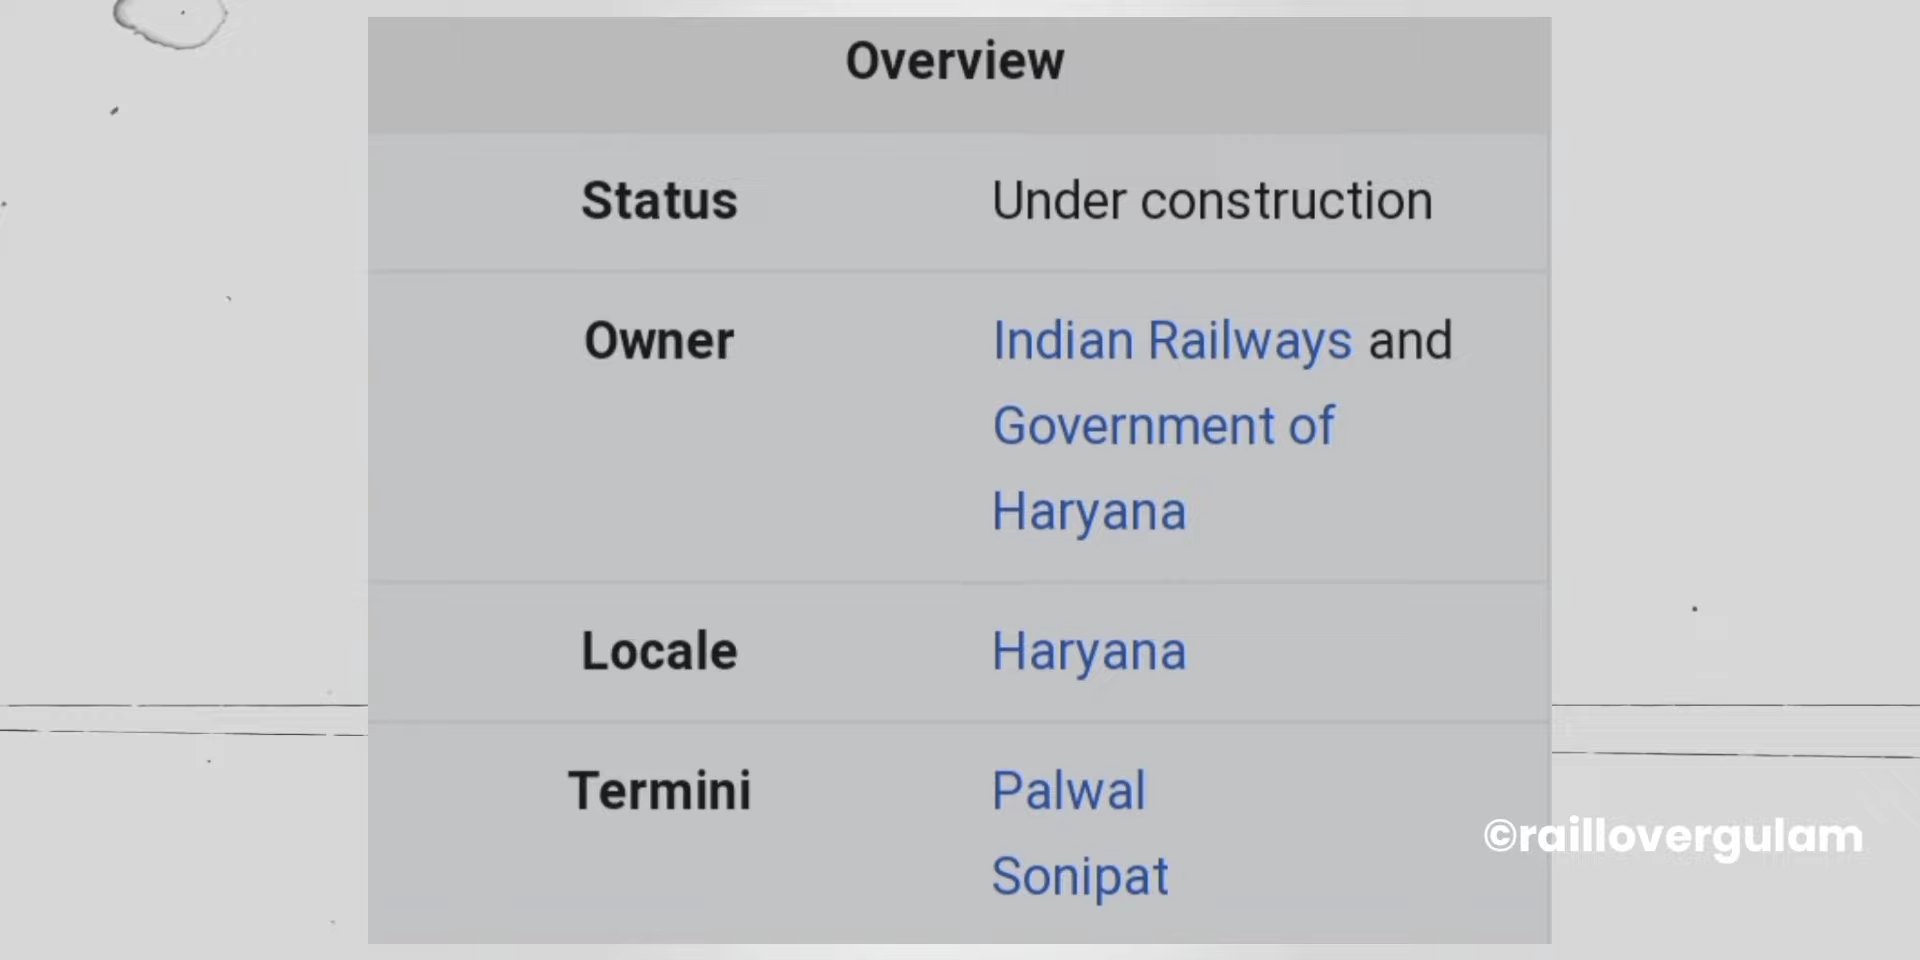 Overview
Status Under construction
Owner Indian Railways and
Government of
Haryana
Locale Haryana
Termini Palwal
Sonipat
©raillovergulam